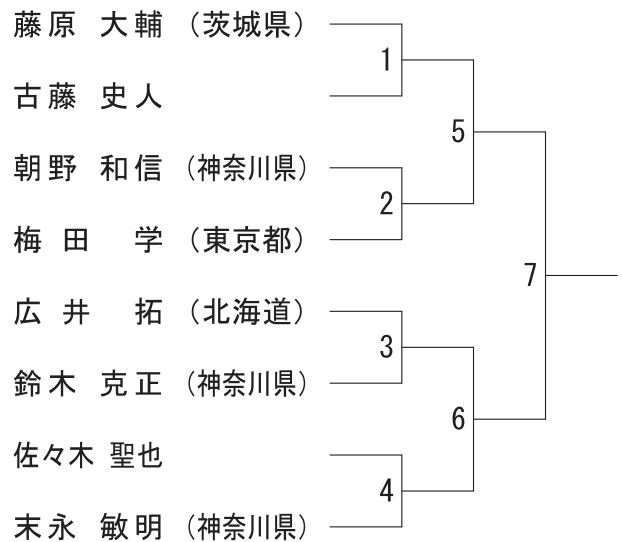 藤原 大輔 （茨城県）
1
古藤 史人
5
朝野 和信 （神奈川県）
2
梅田 学 （東京都）
7
広井 拓 （北海道）
3
鈴木 克正 （神奈川県）
6
佐々木 聖也
4
末永 敏明 （神奈川県）